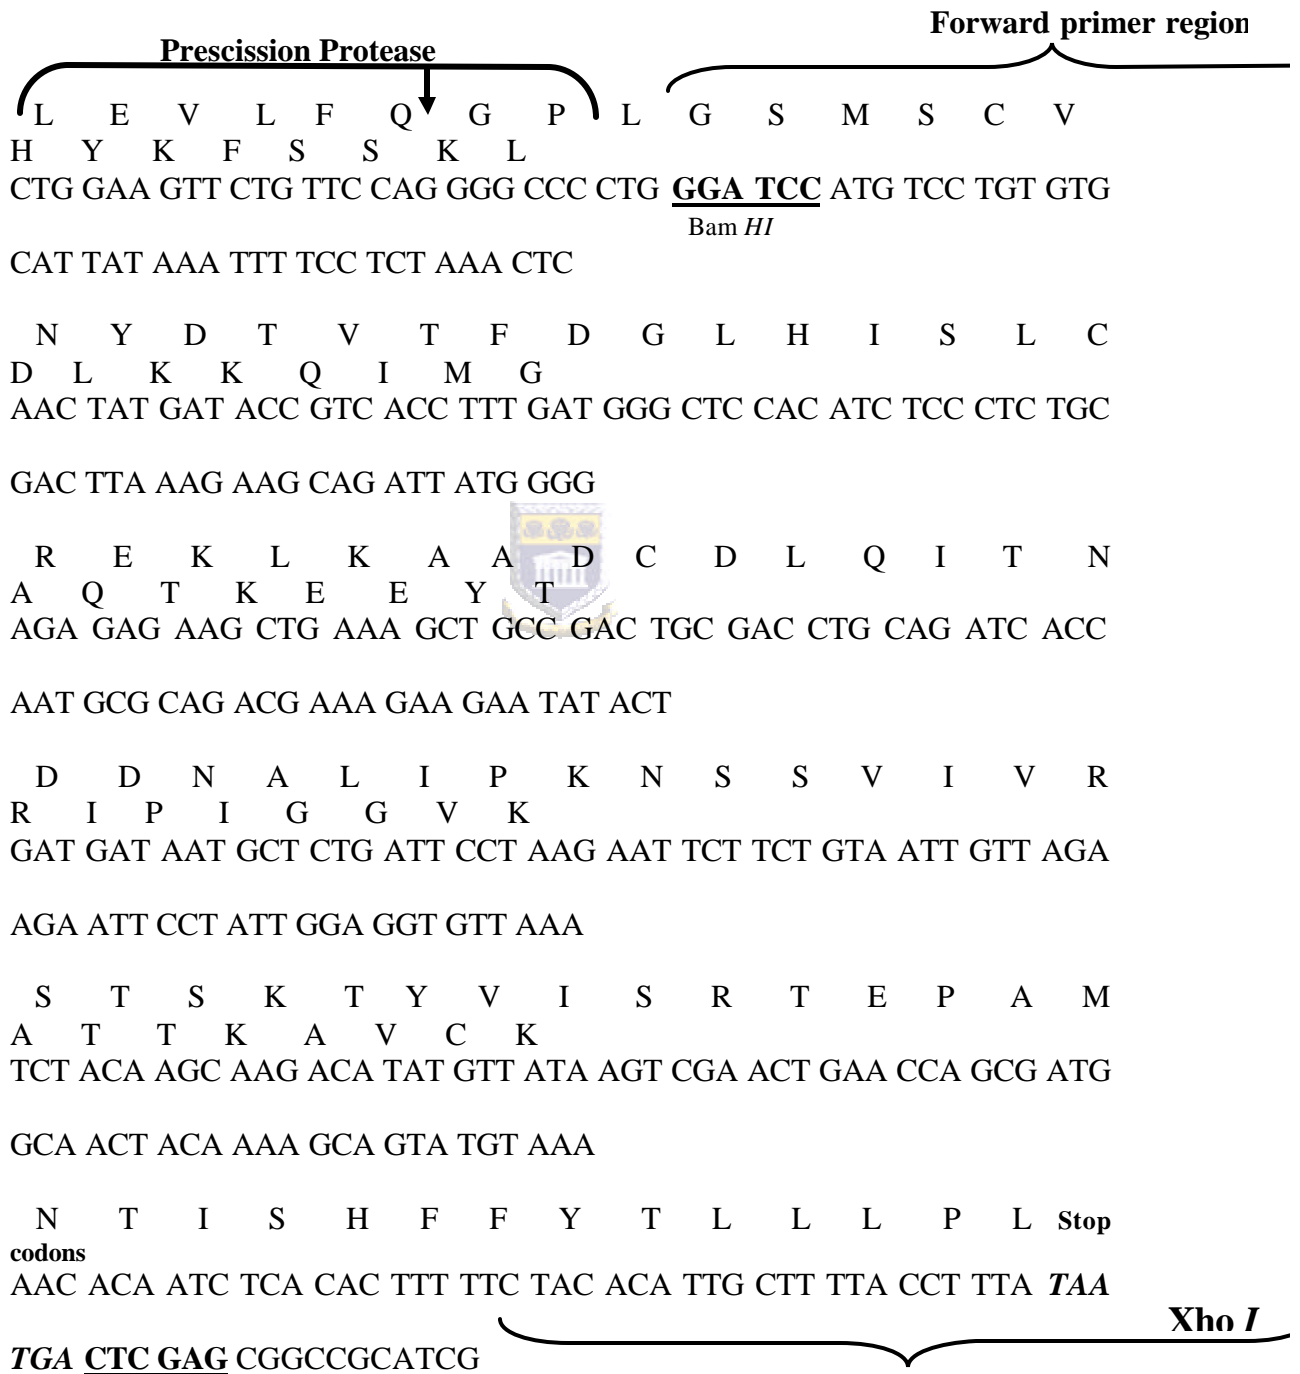 Forward primer region
Prescission Protease
L E V L F Q G P L G S M S C V
H Y K F S S K L
CTG GAA GTT CTG TTC CAG GGG CCC CTG GGA TCC ATG TCC TGT GTG
Bam HI
CAT TAT AAA TTT TCC TCT AAA CTC
N Y D T V T F D G L H I S L C
D L K K Q I M G
AAC TAT GAT ACC GTC ACC TTT GAT GGG CTC CAC ATC TCC CTC TGC
GAC TTA AAG AAG CAG ATT ATG GGG
R E K L K A A D C D L Q I T N
A Q T K E E Y T
AGA GAG AAG CTG AAA GCT GCC GAC TGC GAC CTG CAG ATC ACC
AAT GCG CAG ACG AAA GAA GAA TAT ACT
D D N A L I P K N S S V I V R
R I P I G G V K
GAT GAT AAT GCT CTG ATT CCT AAG AAT TCT TCT GTA ATT GTT AGA
AGA ATT CCT ATT GGA GGT GTT AAA
S T S K T Y V I S R T E P A M
A T T K A V C K
TCT ACA AGC AAG ACA TAT GTT ATA AGT CGA ACT GAA CCA GCG ATG
GCA ACT ACA AAA GCA GTA TGT AAA
N T I S H F F Y T L L L P L Stop
codons
AAC ACA ATC TCA CAC TTT TTC TAC ACA TTG CTT TTA CCT TTA TAA
Xho I
TGA CTC GAG CGGCCGCATCG